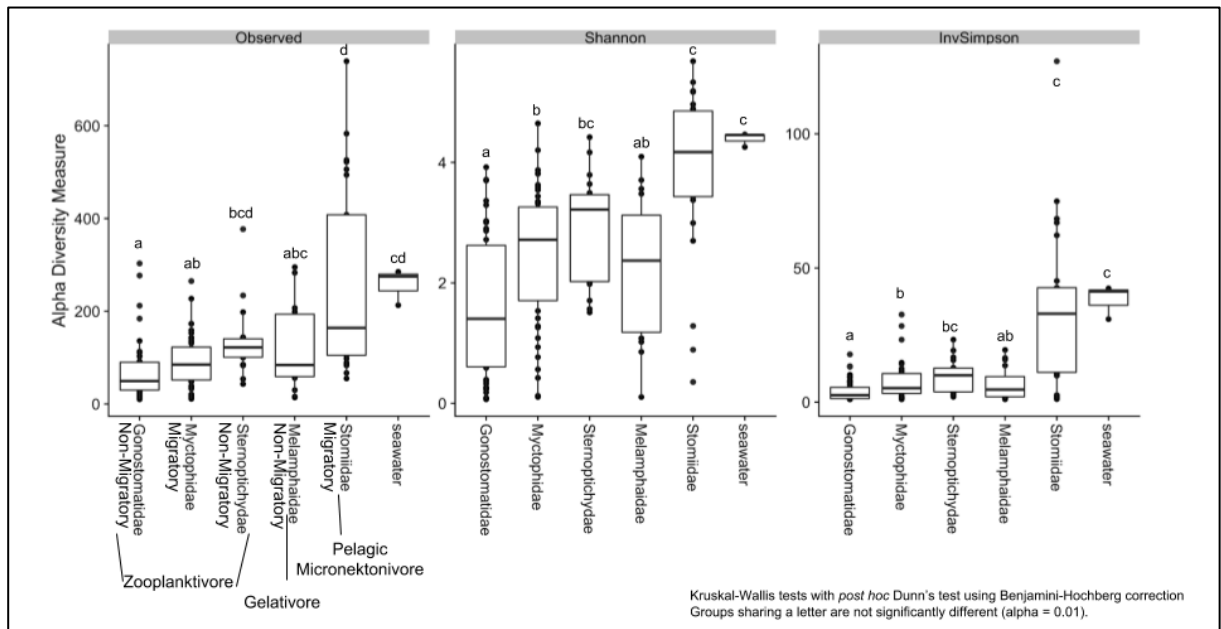 Observed
Shannon
InvSimpson
Alpha Diversity Measure
600
400
200
0
a
ab
bcd
abc
d
cd
Gonostomatidae
Non-Migratory
Myctophidae
Migratory
Sternoptichydae
Non-Migratory
Melamphaidae
Non-Migratory
Stomiidae
Migratory
seawater
Zooplanktivore
Gelativore
Pelagic
Micronektonivore
4
2
0
a
b
bc
ab
c
c
Gonostomatidae
Myctophidae
Sternoptichydae
Melamphaidae
Stomiidae
seawater
100
50
0
a
b
bc
ab
c
c
Gonostomatidae
Myctophidae
Sternoptichydae
Melamphaidae
Stomiidae
seawater
Kruskal-Wallis tests with post hoc Dunn's test using Benjamini-Hochberg correction
Groups sharing a letter are not significantly different (alpha = 0.01).